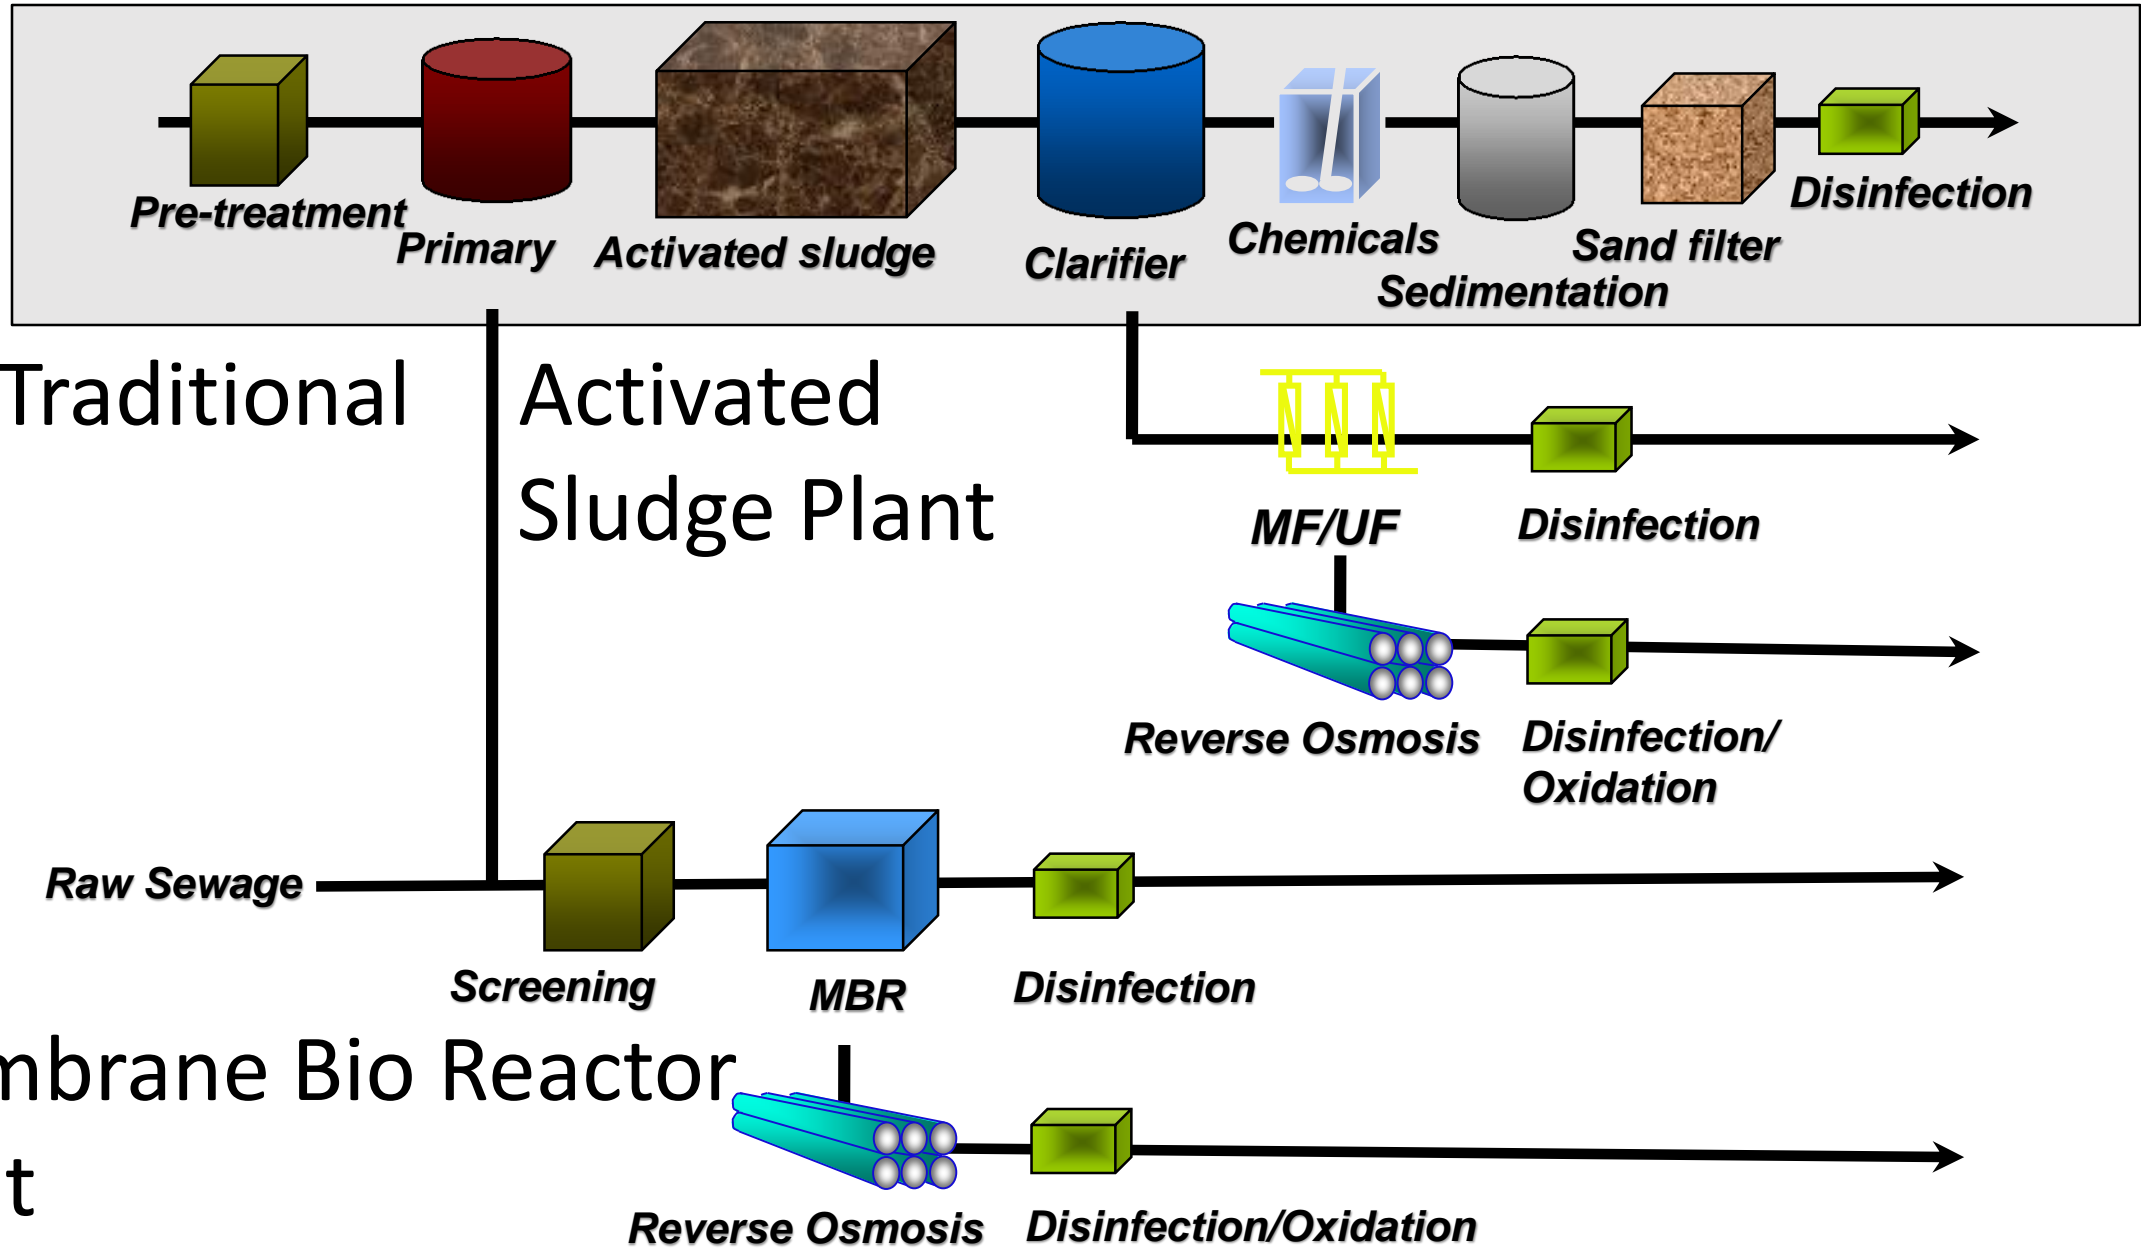 Pre-treatment
Primary
Activated sludge
Clarifier
Chemicals
Sedimentation
Sand filter
Disinfection
Traditional
Activated
Sludge Plant
MF/UF
Disinfection
Reverse Osmosis
Disinfection/
Oxidation
Raw Sewage
Screening
MBR
Disinfection
Bio Reactor
Reverse Osmosis
Disinfection/Oxidation